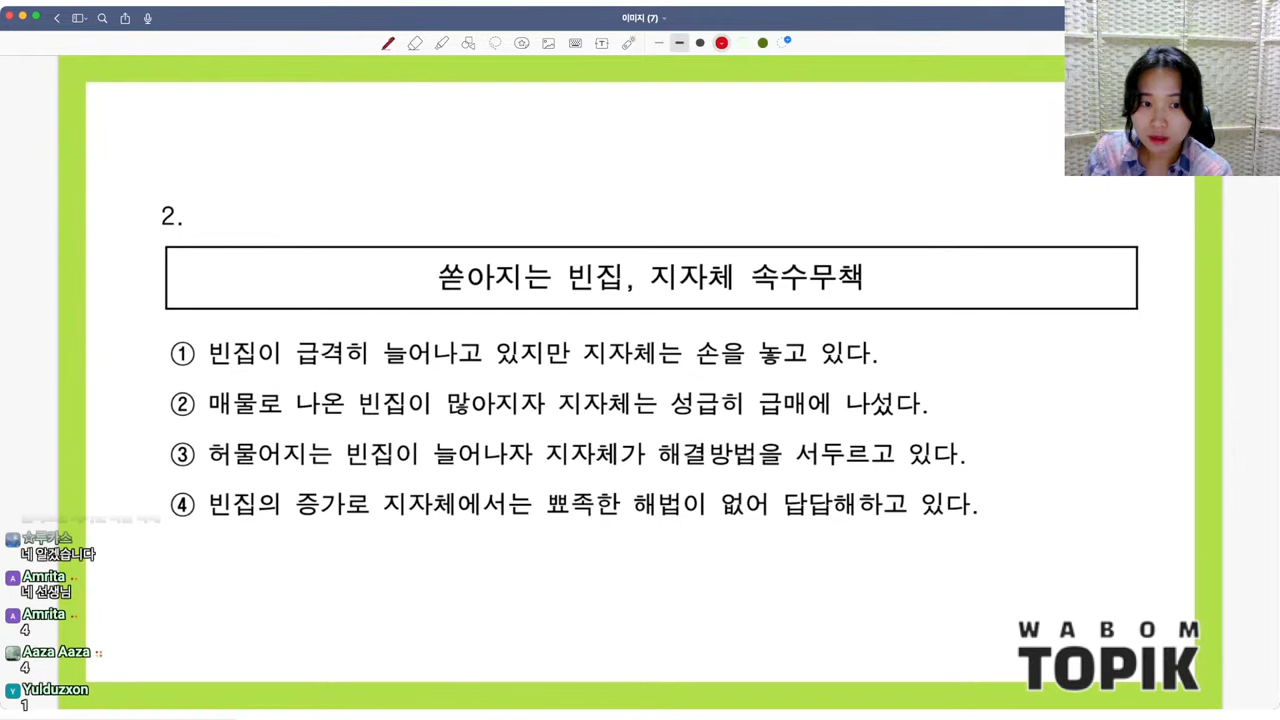 이미지 (7)
2.
쏟아지는 빈집, 지자체 속수무책
① 빈집이 급격히 늘어나고 있지만 지자체는 손을 놓고 있다.
② 매물로 나온 빈집이 많아지자 지자체는 성급히 급매에 나섰다.
③ 허물어지는 빈집이 늘어나자 지자체가 해결방법을 서두르고 있다.
④ 빈집의 증가로 지자체에서는 뾰족한 해법이 없어 답답해하고 있다.
☆루카스
네 알겠습니다
Amrita
네 선생님
Amrita
4
Aaza Aaza
4
Yulduzxon
1
WABOM
TOPIK